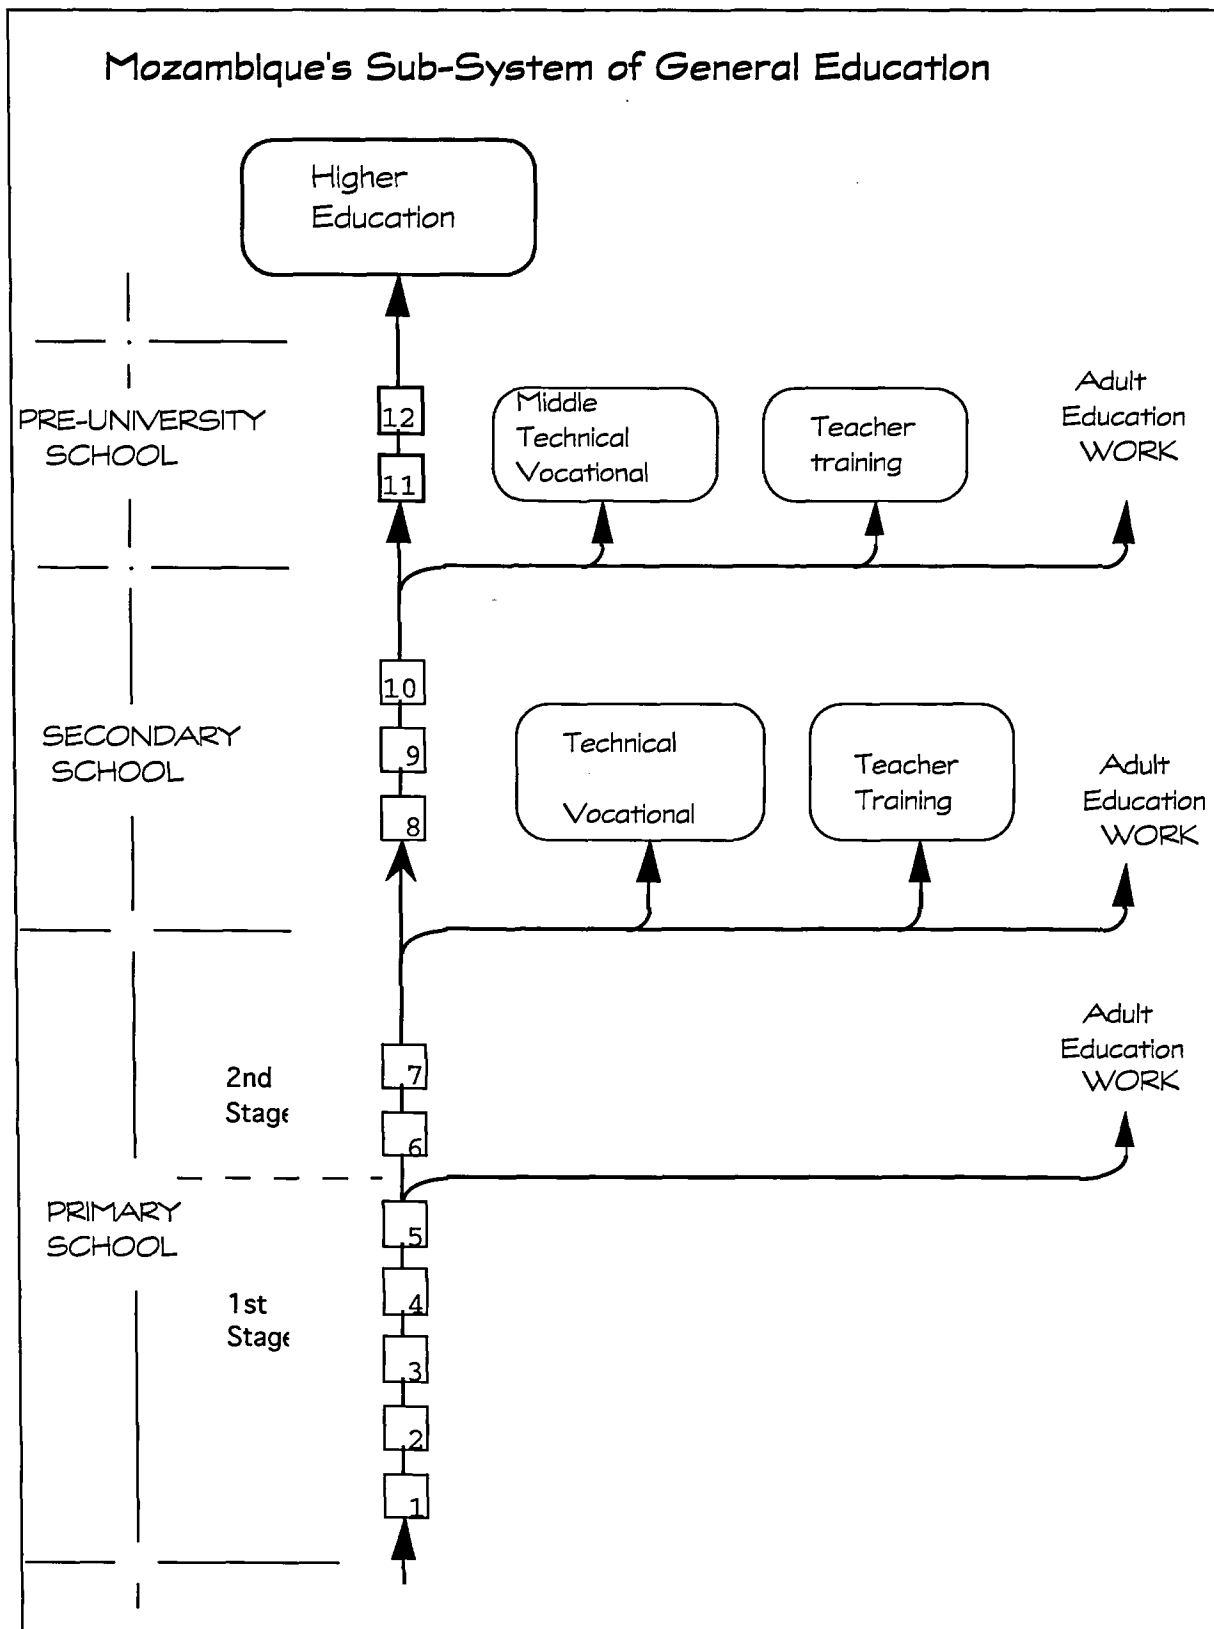 Mozambique's Sub-System of General Education
Higher
Education
PRE-UNIVERSITY
SCHOOL
12
11
Middle
Technical
Vocational
Teacher
training
Adult
Education
WORK
SECONDARY
SCHOOL
10
9
8
Technical
Vocational
Teacher
Training
Adult
Education
WORK
2nd
Stage
7
6
Adult
Education
WORK
PRIMARY
SCHOOL
5
1st
Stage
4
3
2
1